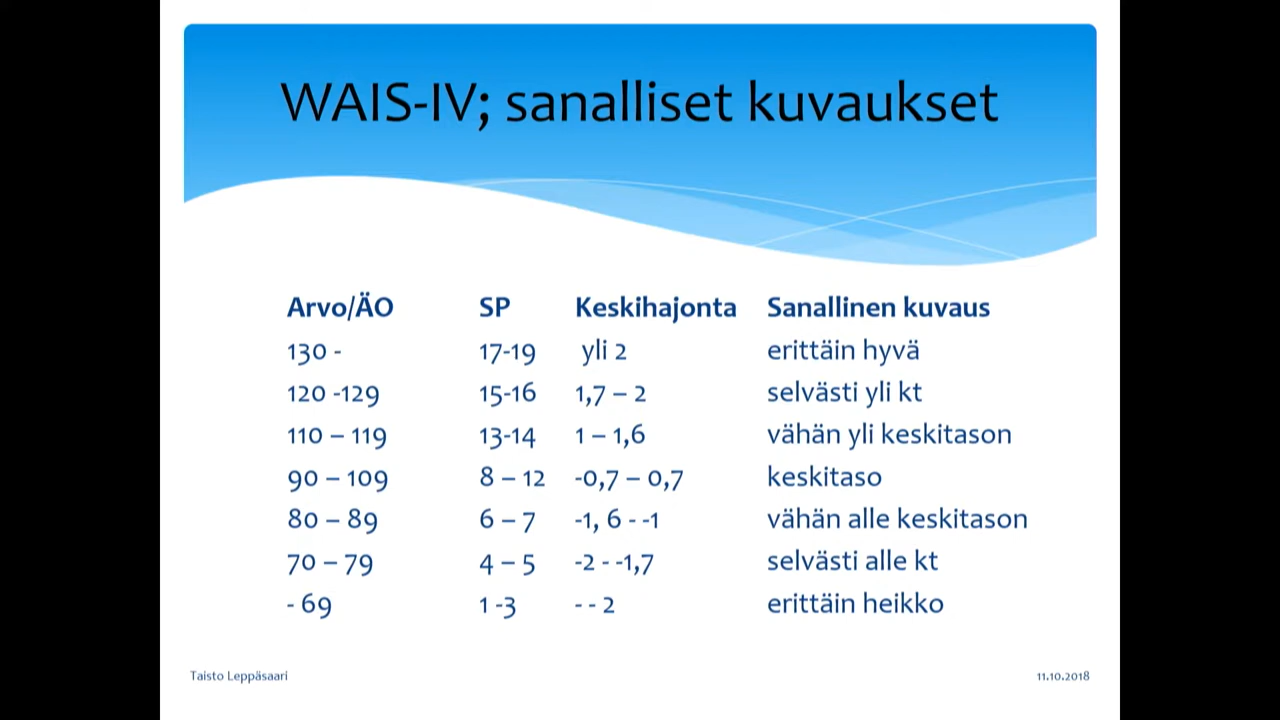 WAIS-IV; sanalliset kuvaukset
Arvo/ÄO SP Keskihajonta Sanallinen kuvaus
130 - 17-19 yli 2 erittäin hyvä
120 -129 15-16 1,7 – 2 selvästi yli kt
110 – 119 13-14 1 – 1,6 vähän yli keskitason
90 – 109 8 – 12 -0,7 – 0,7 keskitaso
80 – 89 6 – 7 -1, 6 - -1 vähän alle keskitason
70 – 79 4 – 5 -2 - -1,7 selvästi alle kt
- 69 1 -3 - - 2 erittäin heikko
Taisto Leppäsaari 11.10.2018